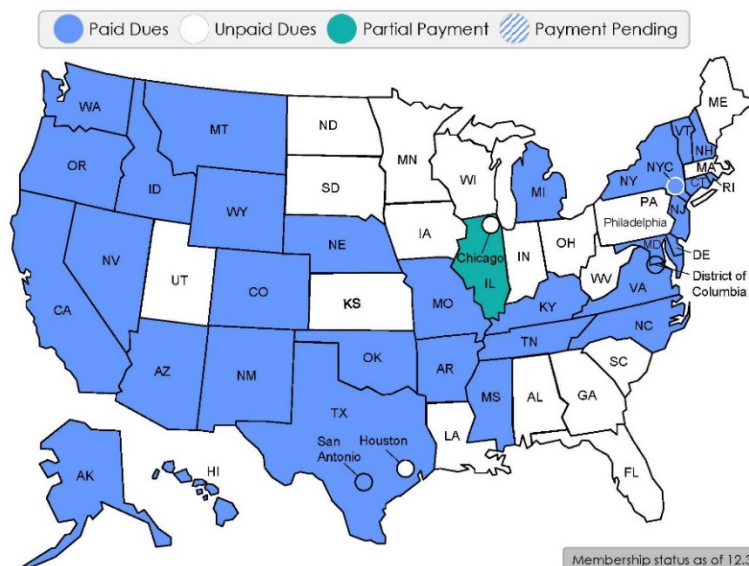 Paid Dues Unpaid Dues Partial Payment Payment Pending
WA
MT
ND
MN
ME
OR
ID
WY
SD
WI
MI
NY
NYC
VT
NH
MA
CT
RI
NV
UT
NE
IA
Chicago
IL
IN
OH
PA
Philadelphia
NJ
MD
DE
District of
Columbia
CA
CO
KS
MO
KY
WV
VA
AZ
NM
OK
AR
TN
NC
SC
TX
San
Antonio
Houston
LA
MS
AL
GA
FL
AK
HI
Membership status as of 12.3